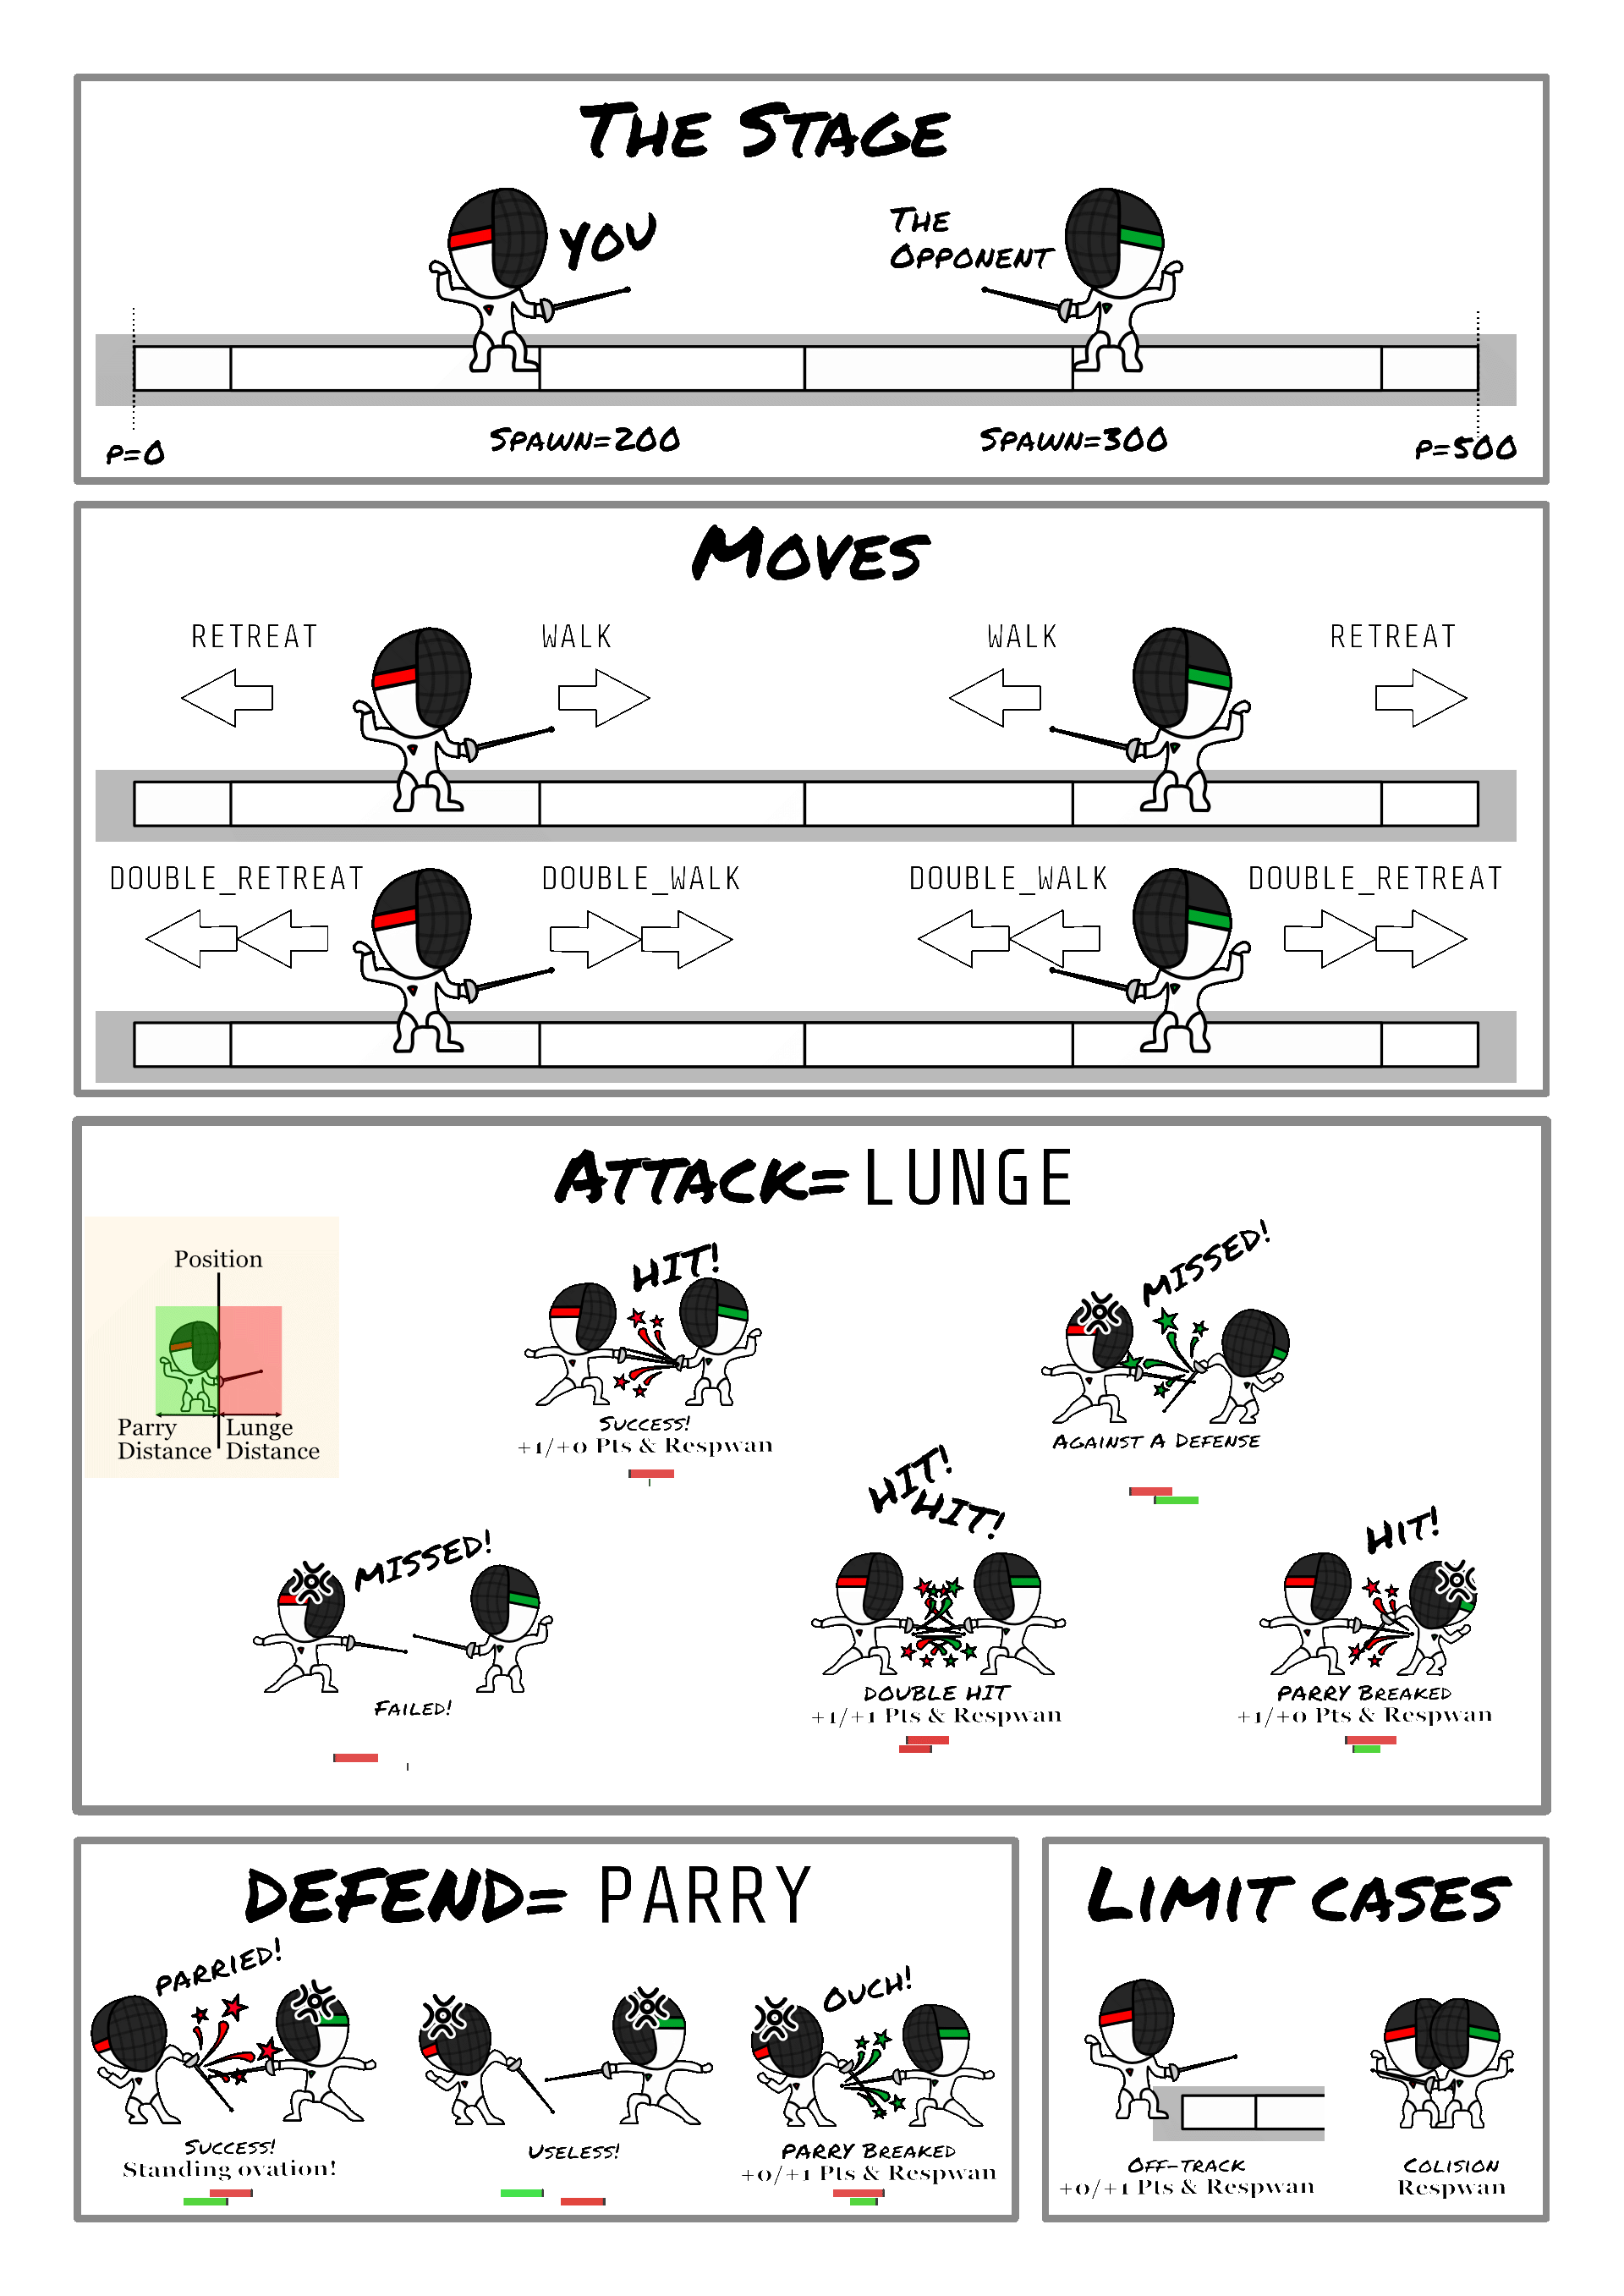 The Stage
YOU
The
Opponent
P=0
Spawn=200
Spawn=300
P=500
Moves
RETREAT
WALK
WALK
RETREAT
DOUBLE_RETREAT
DOUBLE_WALK
DOUBLE_WALK
DOUBLE_RETREAT
Attack=LUNGE
Position
Parry
Distance
Lunge
Distance
HIT!
Success!
+1/+0 Pts & Respwan
MISSED!
Against a Defense
MISSED!
Failed!
HIT!
HIT!
Double Hit
+1/+1 Pts & Respwan
HIT!
Parry Breaked
+1/+0 Pts & Respwan
DEFEND= PARRY
PARRIED!
Success!
Standing ovation!
Useless!
OUCH!
Parry Breaked
+0/+1 Pts & Respwan
Limit cases
Off-track
+0/+1 Pts & Respwan
Colision
Respwan